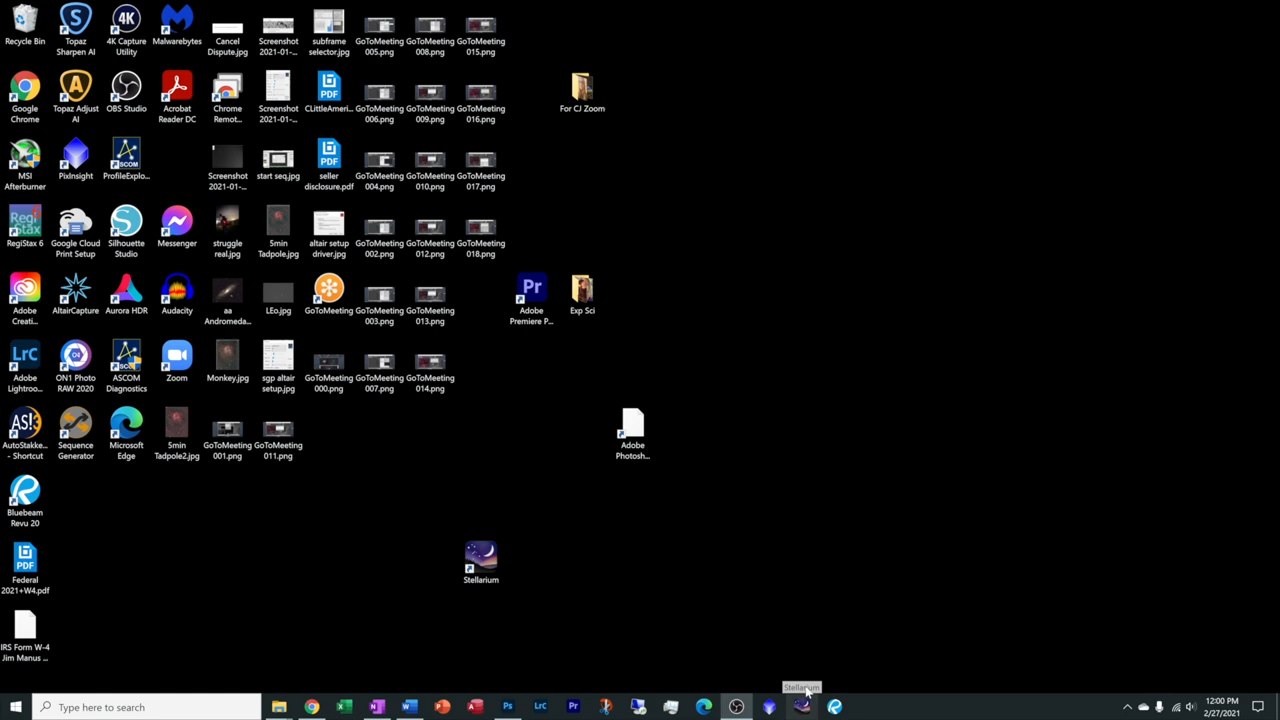 Recycle Bin
Topaz
Sharpen AI
4K Capture
Utility
Malwarebytes
Cancel
Dispute.jpg
Screenshot
2021-01-...
subframe
selector.jpg
GoToMeeting
005.png
GoToMeeting
008.png
GoToMeeting
015.png
Google
Chrome
Topaz Adjust
AI
OBS Studio
Acrobat
Reader DC
Chrome
Remot...
Screenshot
2021-01-...
CLittleAmeri...
GoToMeeting
006.png
GoToMeeting
009.png
GoToMeeting
016.png
For CJ Zoom
MSI
Afterburner
PixInsight
ProfileExplo...
Screenshot
2021-01-...
start seq.jpg
seller
disclosure.pdf
GoToMeeting
004.png
GoToMeeting
010.png
GoToMeeting
017.png
RegiStax 6
Google Cloud
Print Setup
Silhouette
Studio
Messenger
struggle
real.jpg
5min
Tadpole.jpg
altair setup
driver.jpg
GoToMeeting
002.png
GoToMeeting
012.png
GoToMeeting
018.png
Adobe
Creati...
AltairCapture
Aurora HDR
Audacity
aa
Andromeda...
LEo.jpg
GoToMeeting
GoToMeeting
003.png
GoToMeeting
013.png
Adobe
Premiere P...
Exp Sci
Adobe
Lightroo...
ON1 Photo
RAW 2020
ASCOM
Diagnostics
Zoom
Monkey.jpg
sgp altair
setup.jpg
GoToMeeting
000.png
GoToMeeting
007.png
GoToMeeting
014.png
AutoStakke...
- Shortcut
Sequence
Generator
Microsoft
Edge
5min
Tadpole2.jpg
GoToMeeting
001.png
GoToMeeting
011.png
Adobe
Photosh...
Bluebeam
Revu 20
Federal
2021+W4.pdf
Stellarium
IRS Form W-4
Jim Manus ...
Stellarium
Type here to search
12:00 PM
2/27/2021